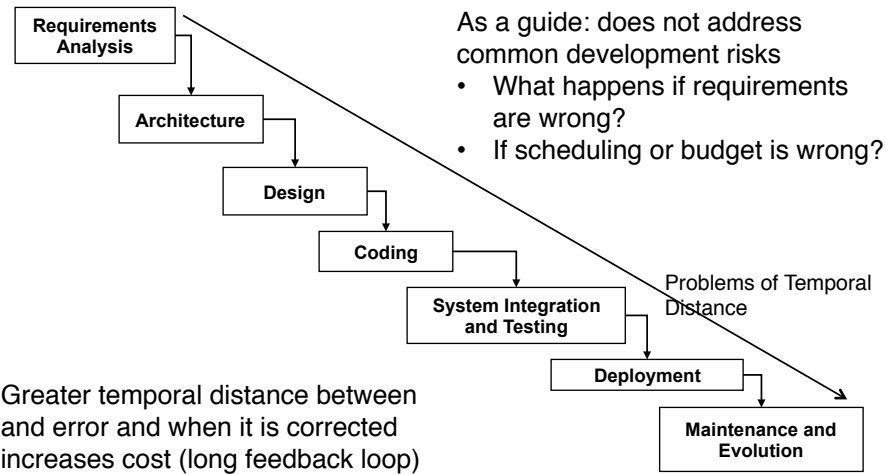 Requirements
Analysis
As a guide: does not address
common development risks
• What happens if requirements
are wrong?
• If scheduling or budget is wrong?
Architecture
Design
Coding
Problems of Temporal
Distance
System Integration
and Testing
Deployment
Greater temporal distance between
and error and when it is corrected
increases cost (long feedback loop)
Maintenance and
Evolution